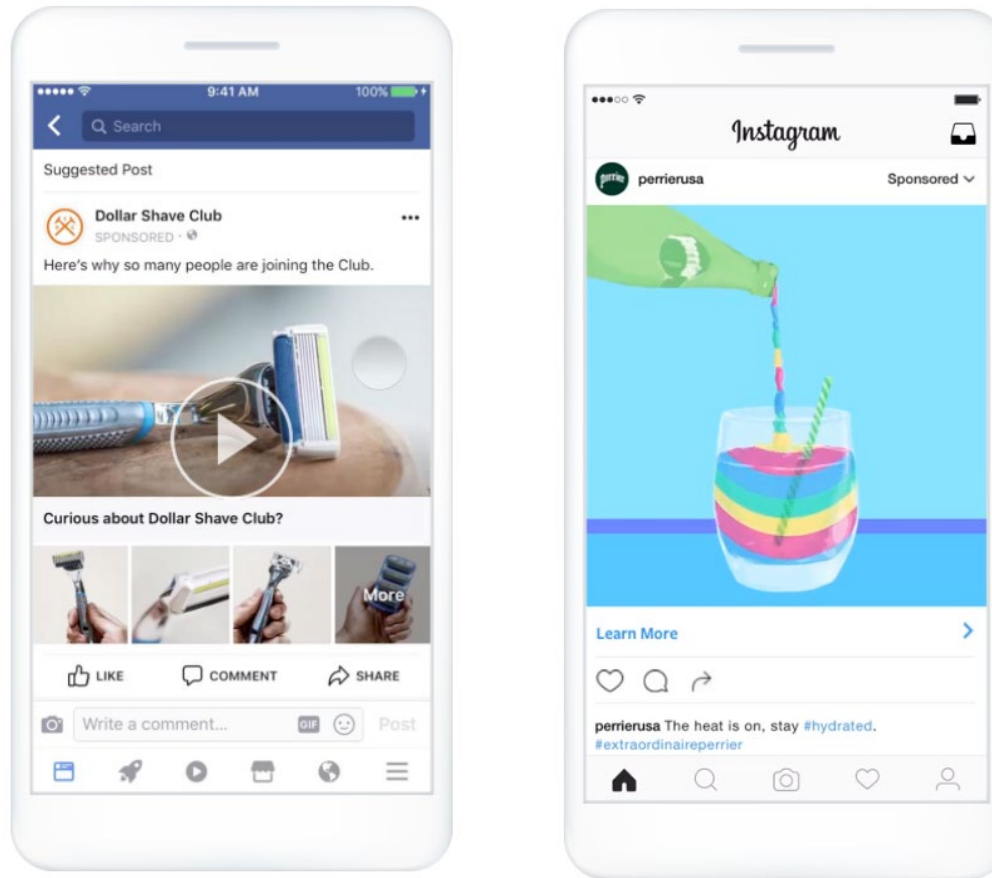 9:41 AM
100%
Search
Suggested Post
Dollar Shave Club
SPONSORED ·
Here's why so many people are joining the Club.
Curious about Dollar Shave Club?
More
LIKE
COMMENT
SHARE
Write a comment...
GIF
Post
Instagram
perrier
perrierusa
Sponsored
Learn More
perrierusa The heat is on, stay #hydrated.
#extraordinaireperrier